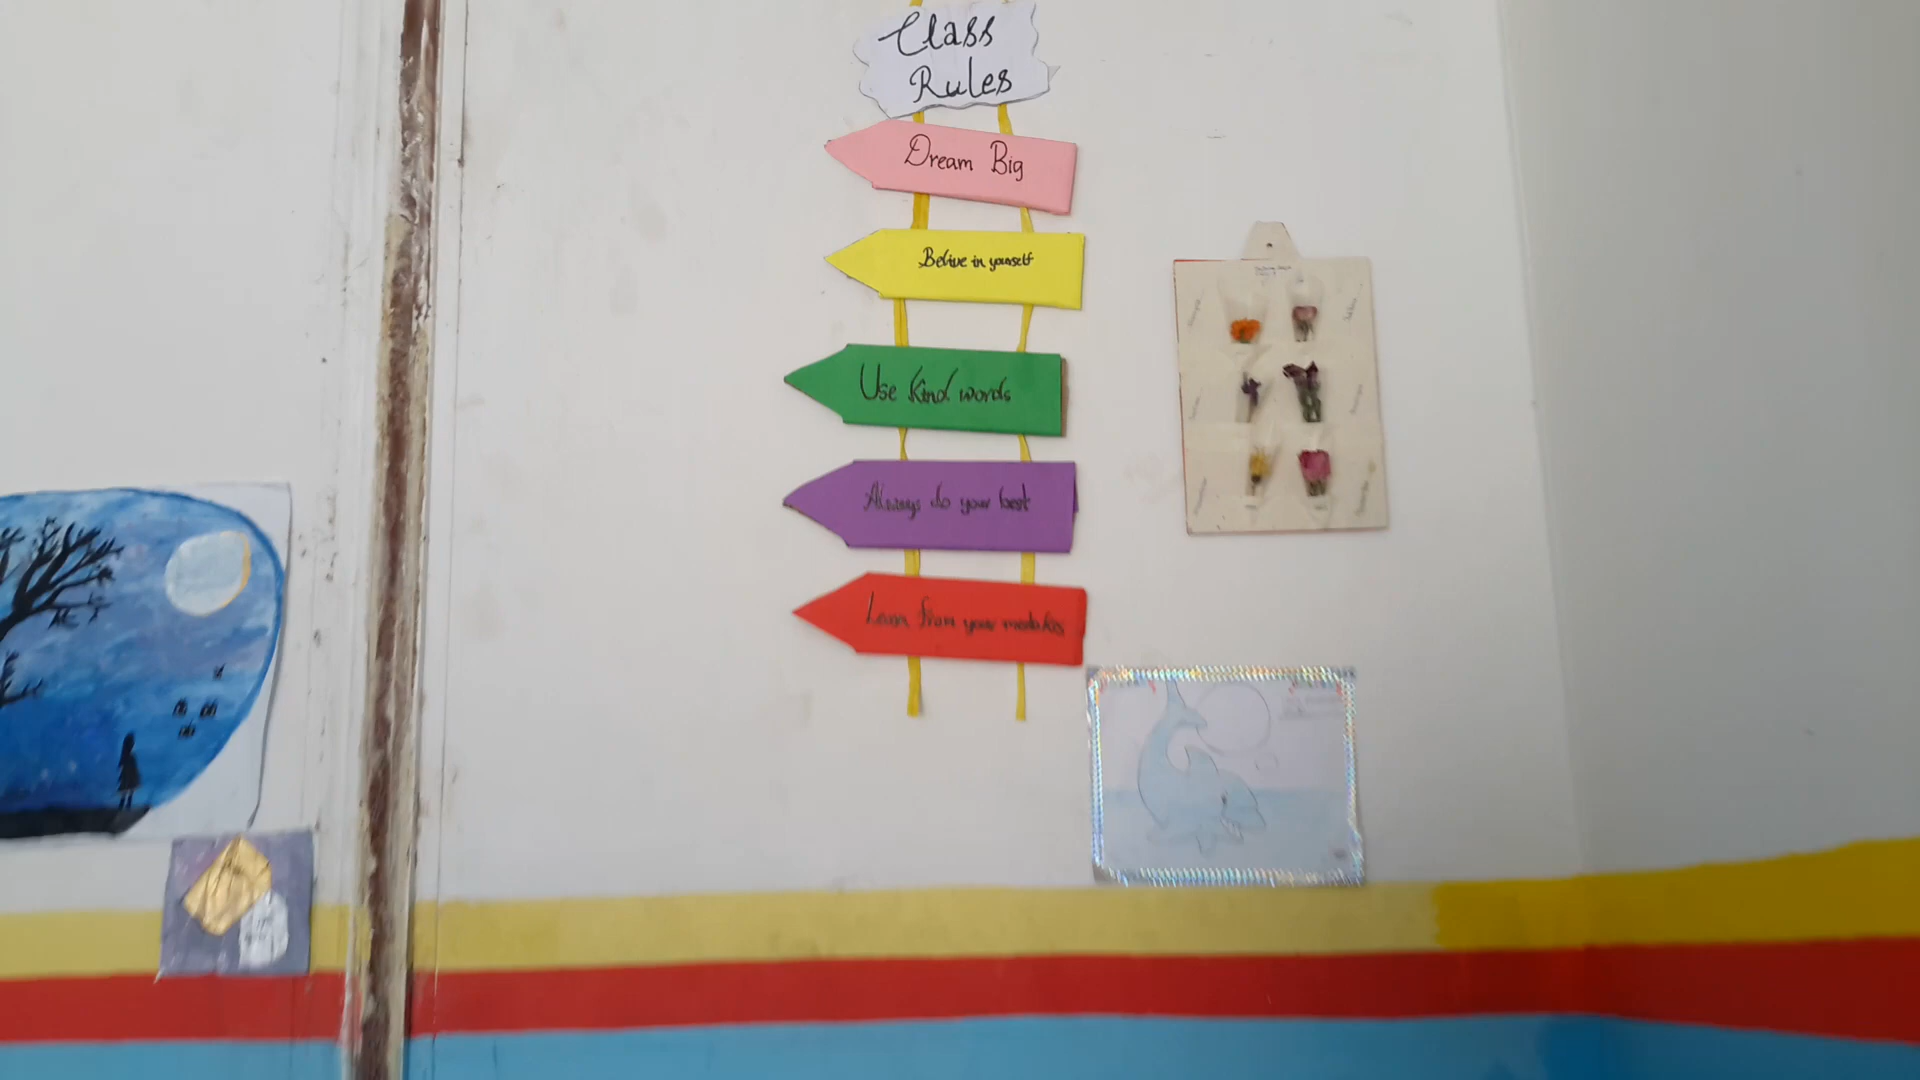 Class
Rules
Dream Big
Belive in yourself
Use kind words
Always do your best
Learn from your mistakes